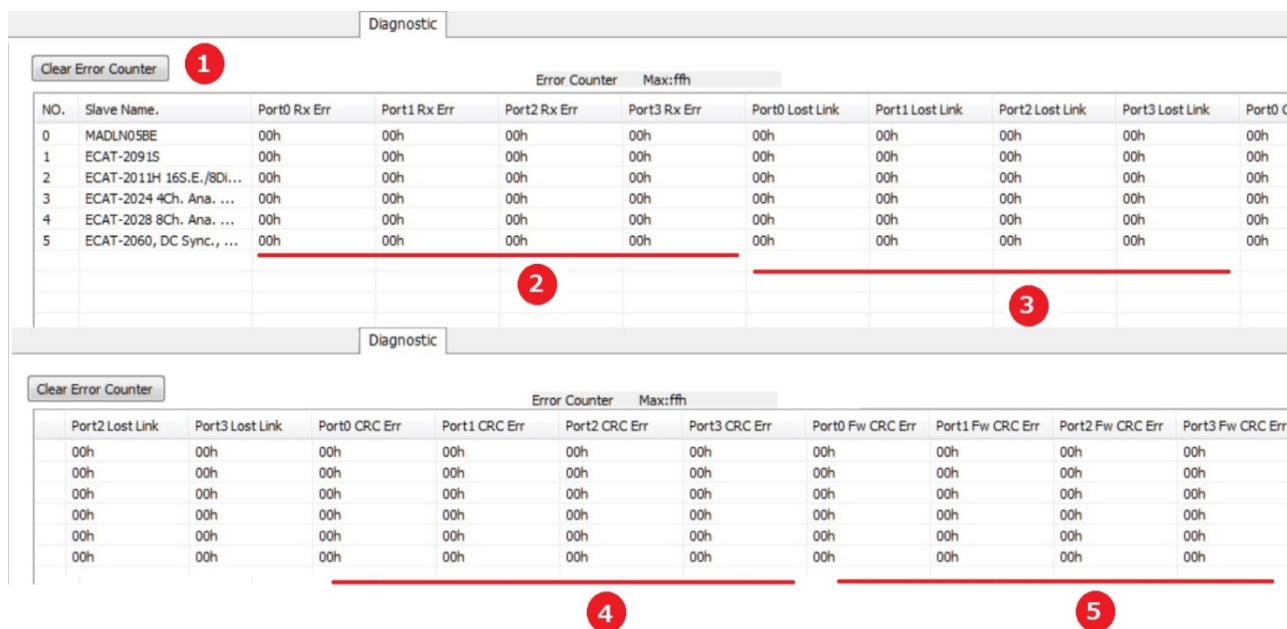 Diagnostic
Clear Error Counter 1
Error Counter Max:ffh
NO. Slave Name. Port0 Rx Err Port1 Rx Err Port2 Rx Err Port3 Rx Err Port0 Lost Link Port1 Lost Link Port2 Lost Link Port3 Lost Link Port0 C
0 MADLN05BE 00h 00h 00h 00h 00h 00h 00h 00h 00h
1 ECAT-2091S 00h 00h 00h 00h 00h 00h 00h 00h 00h
2 ECAT-2011H 16S.E./8Di... 00h 00h 00h 00h 00h 00h 00h 00h 00h
3 ECAT-2024 4Ch. Ana. ... 00h 00h 00h 00h 00h 00h 00h 00h 00h
4 ECAT-2028 8Ch. Ana. ... 00h 00h 00h 00h 00h 00h 00h 00h 00h
5 ECAT-2060, DC Sync., ... 00h 00h 00h 00h 00h 00h 00h 00h 00h
2 3
Diagnostic
Clear Error Counter
Error Counter Max:ffh
Port2 Lost Link Port3 Lost Link Port0 CRC Err Port1 CRC Err Port2 CRC Err Port3 CRC Err Port0 Fw CRC Err Port1 Fw CRC Err Port2 Fw CRC Err Port3 Fw CRC Err
00h 00h 00h 00h 00h 00h 00h 00h 00h 00h
00h 00h 00h 00h 00h 00h 00h 00h 00h 00h
00h 00h 00h 00h 00h 00h 00h 00h 00h 00h
00h 00h 00h 00h 00h 00h 00h 00h 00h 00h
00h 00h 00h 00h 00h 00h 00h 00h 00h 00h
00h 00h 00h 00h 00h 00h 00h 00h 00h 00h
4 5